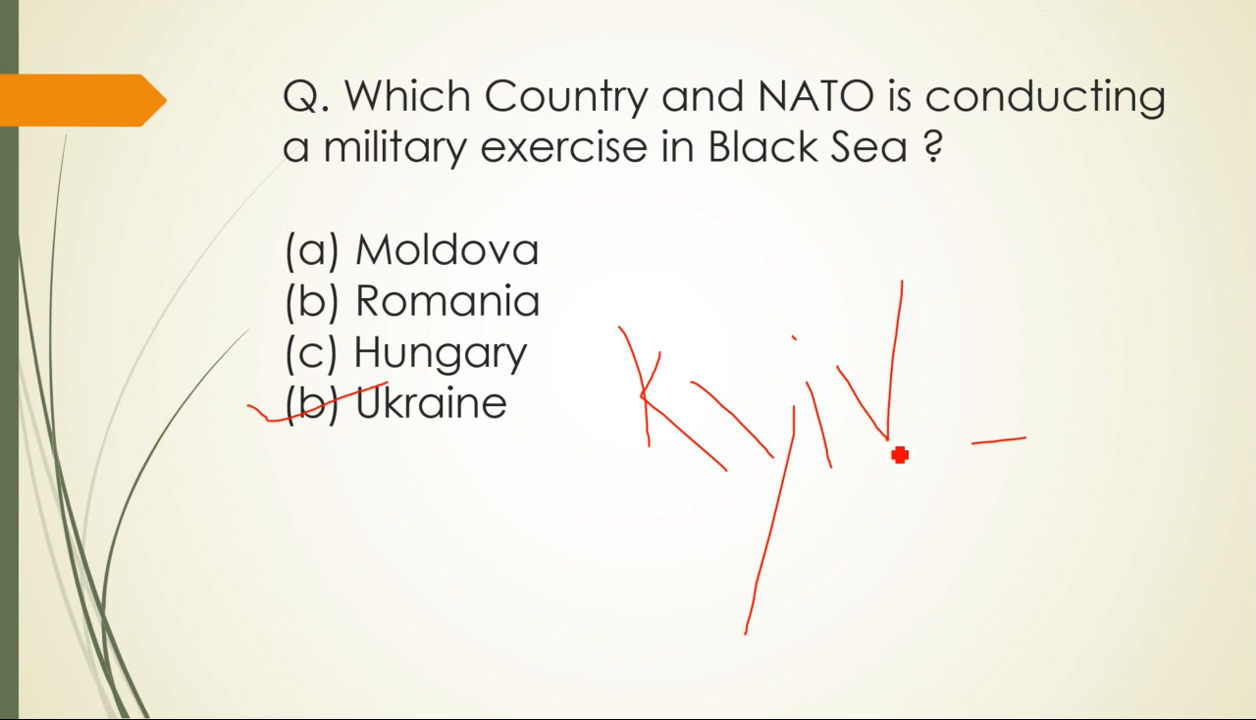 Q. Which Country and NATO is conducting
a military exercise in Black Sea ?
(a) Moldova
(b) Romania
(c) Hungary
(b) Ukraine
Kyiv. –